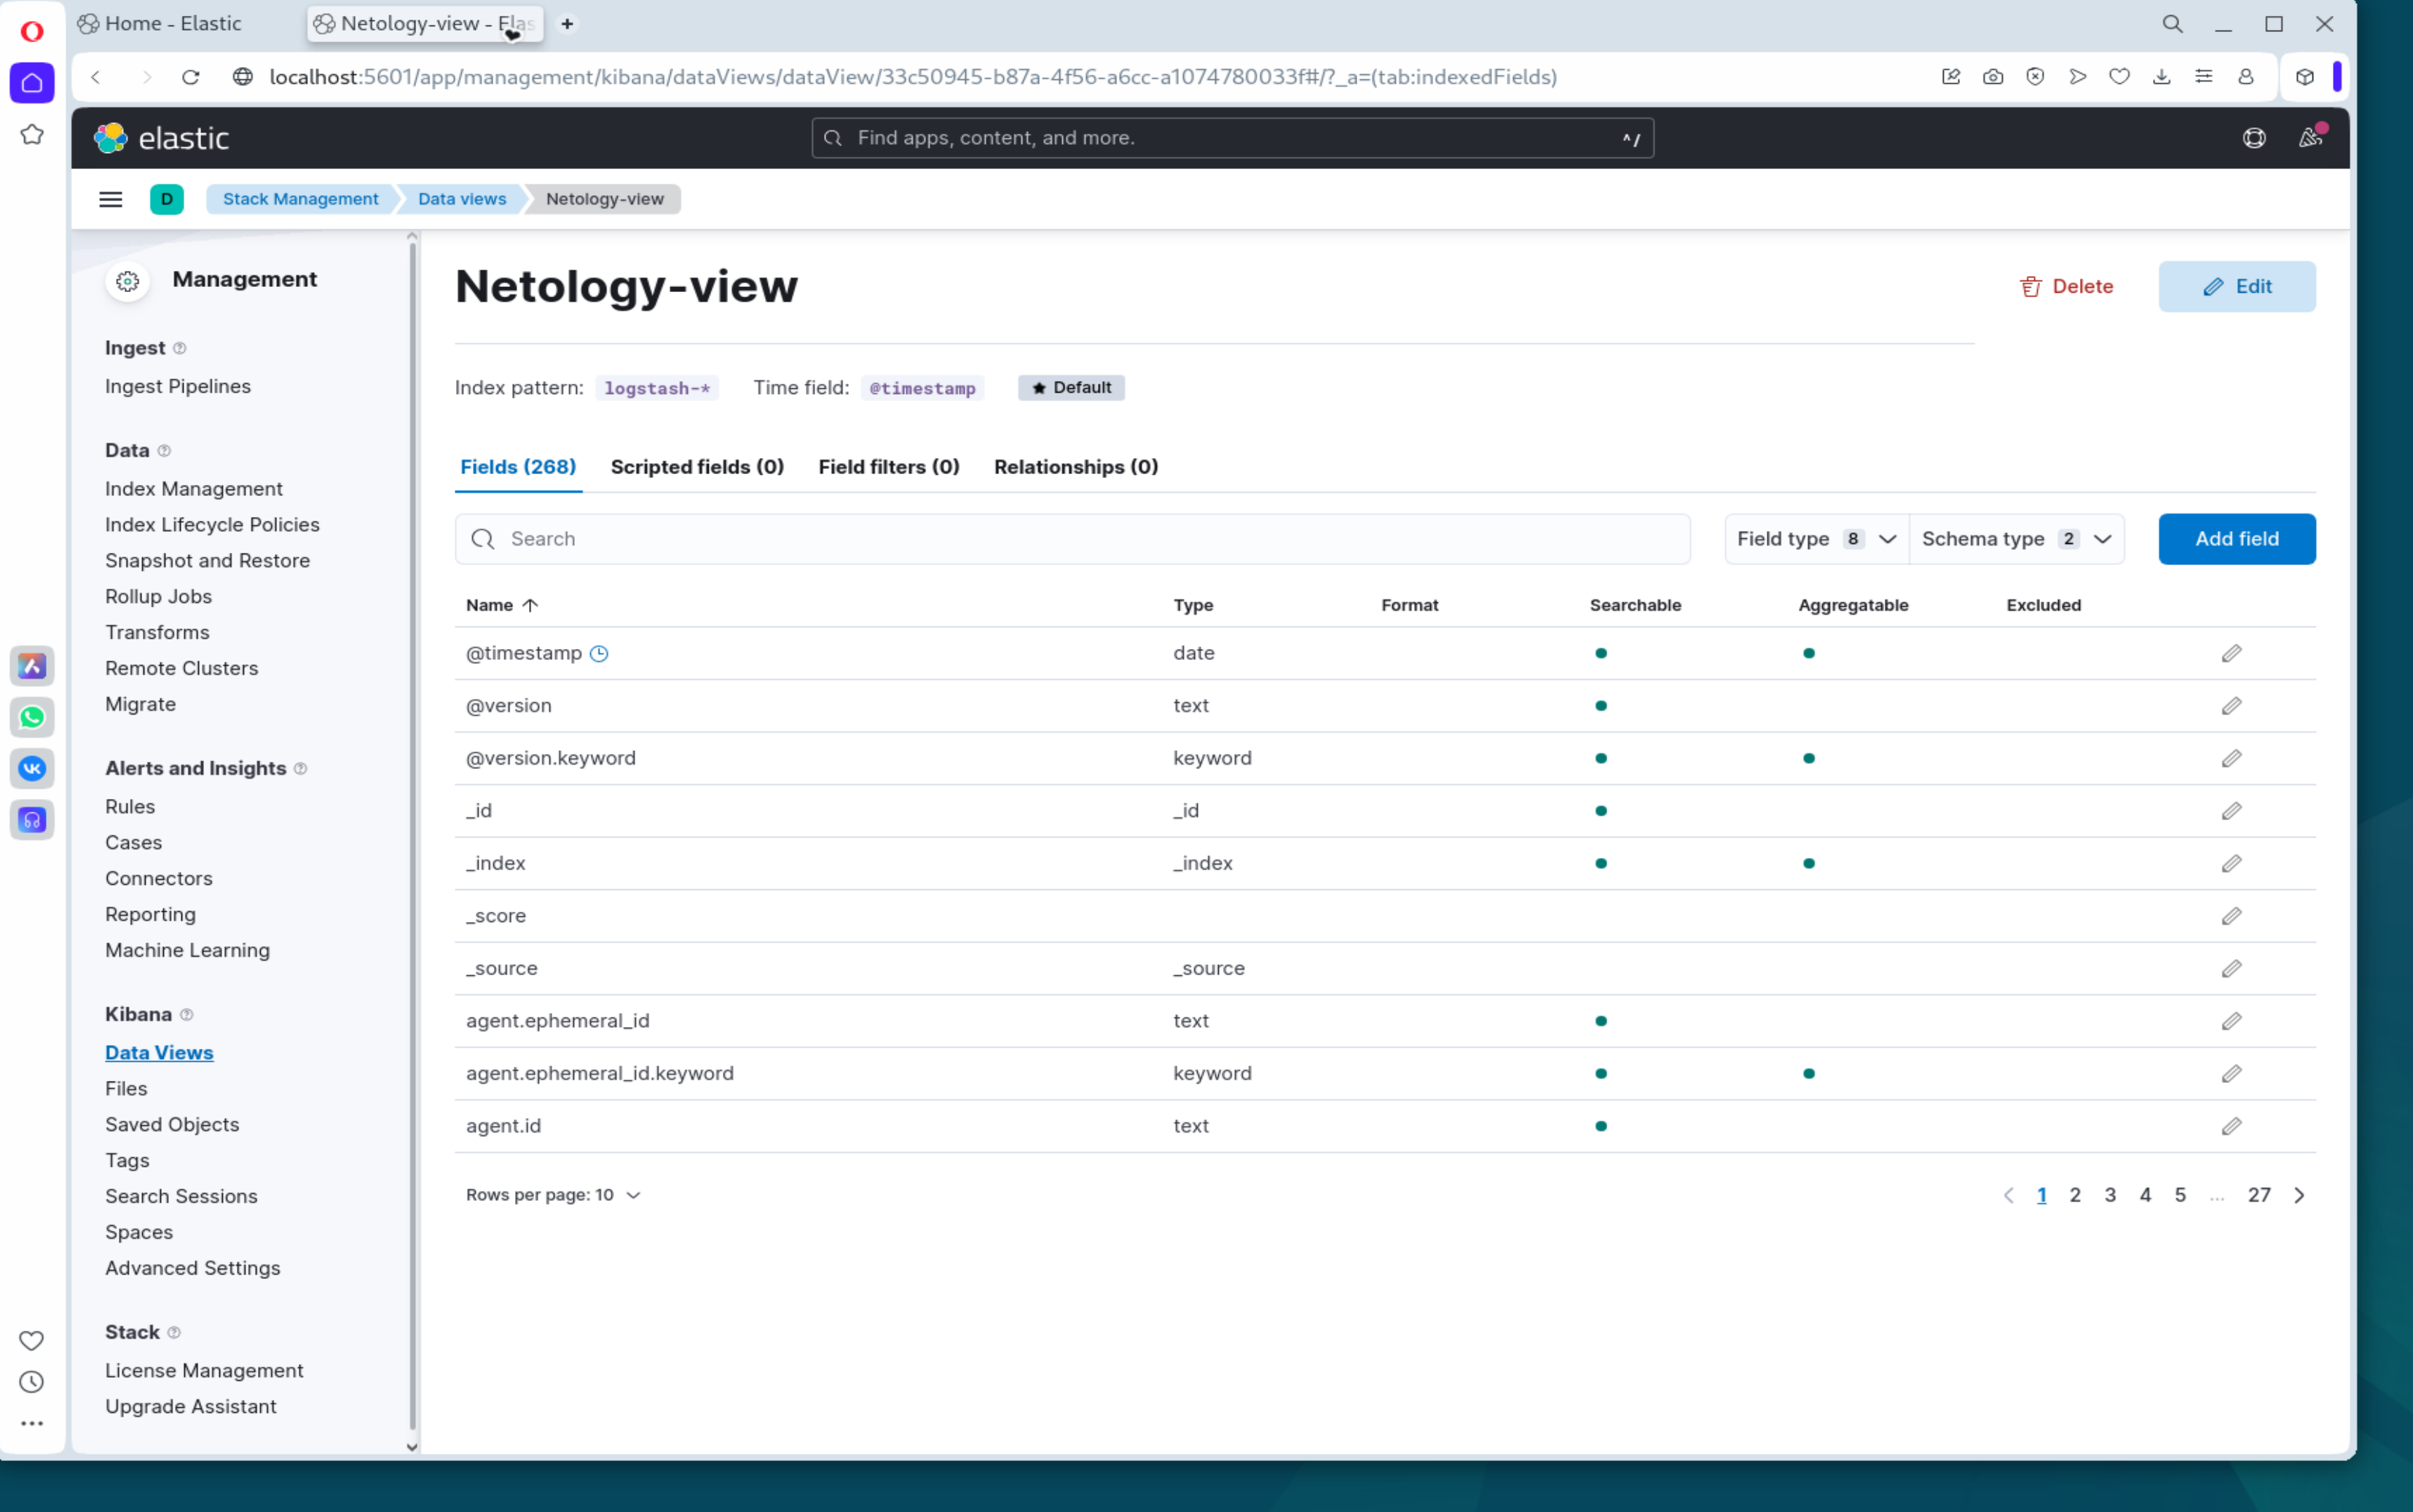 Home - Elastic
Netology-view - Elas
localhost:5601/app/management/kibana/dataViews/dataView/33c50945-b87a-4f56-a6cc-a1074780033f#/?_a=(tab:indexedFields)
elastic
Find apps, content, and more.
^/
D
Stack Management
Data views
Netology-view
Management
Ingest
Ingest Pipelines
Data
Index Management
Index Lifecycle Policies
Snapshot and Restore
Rollup Jobs
Transforms
Remote Clusters
Migrate
Alerts and Insights
Rules
Cases
Connectors
Reporting
Machine Learning
Kibana
Data Views
Files
Saved Objects
Tags
Search Sessions
Spaces
Advanced Settings
Stack
License Management
Upgrade Assistant
Netology-view
Delete
Edit
Index pattern: logstash-* Time field: @timestamp Default
Fields (268) Scripted fields (0) Field filters (0) Relationships (0)
Search
Field type 8
Schema type 2
Add field
Name Type Format Searchable Aggregatable Excluded
@timestamp date
@version text
@version.keyword keyword
_id _id
_index _index
_score
_source _source
agent.ephemeral_id text
agent.ephemeral_id.keyword keyword
agent.id text
Rows per page: 10
1 2 3 4 5 ... 27